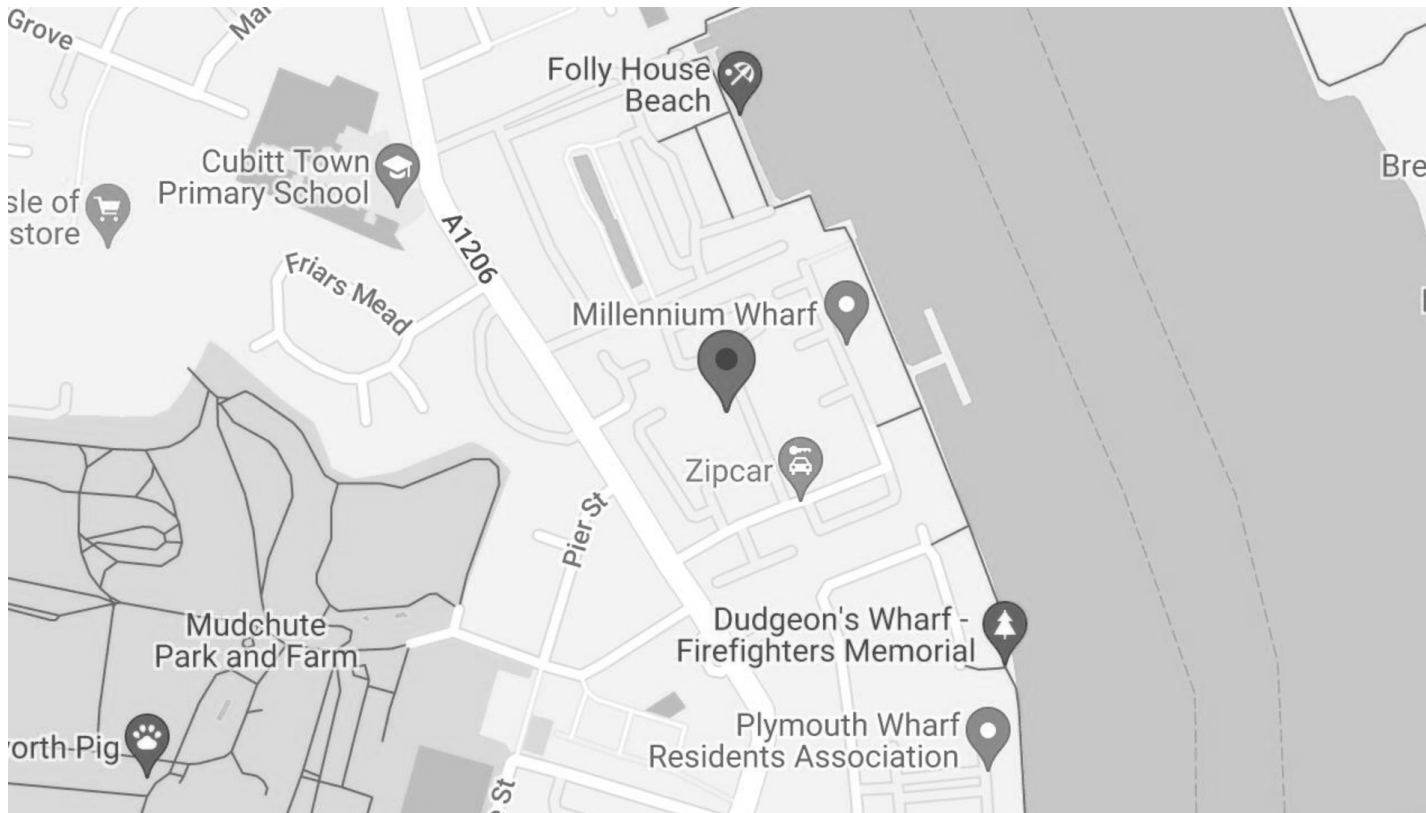 Grove
Folly House
Beach
Cubitt Town
Primary School
Bre
sle of
store
A1206
Friars Mead
Millennium Wharf
Zipcar
Pier St
Mudchute
Park and Farm
Dudgeon's Wharf -
Firefighters Memorial
orth Pig
Plymouth Wharf
Residents Association
St